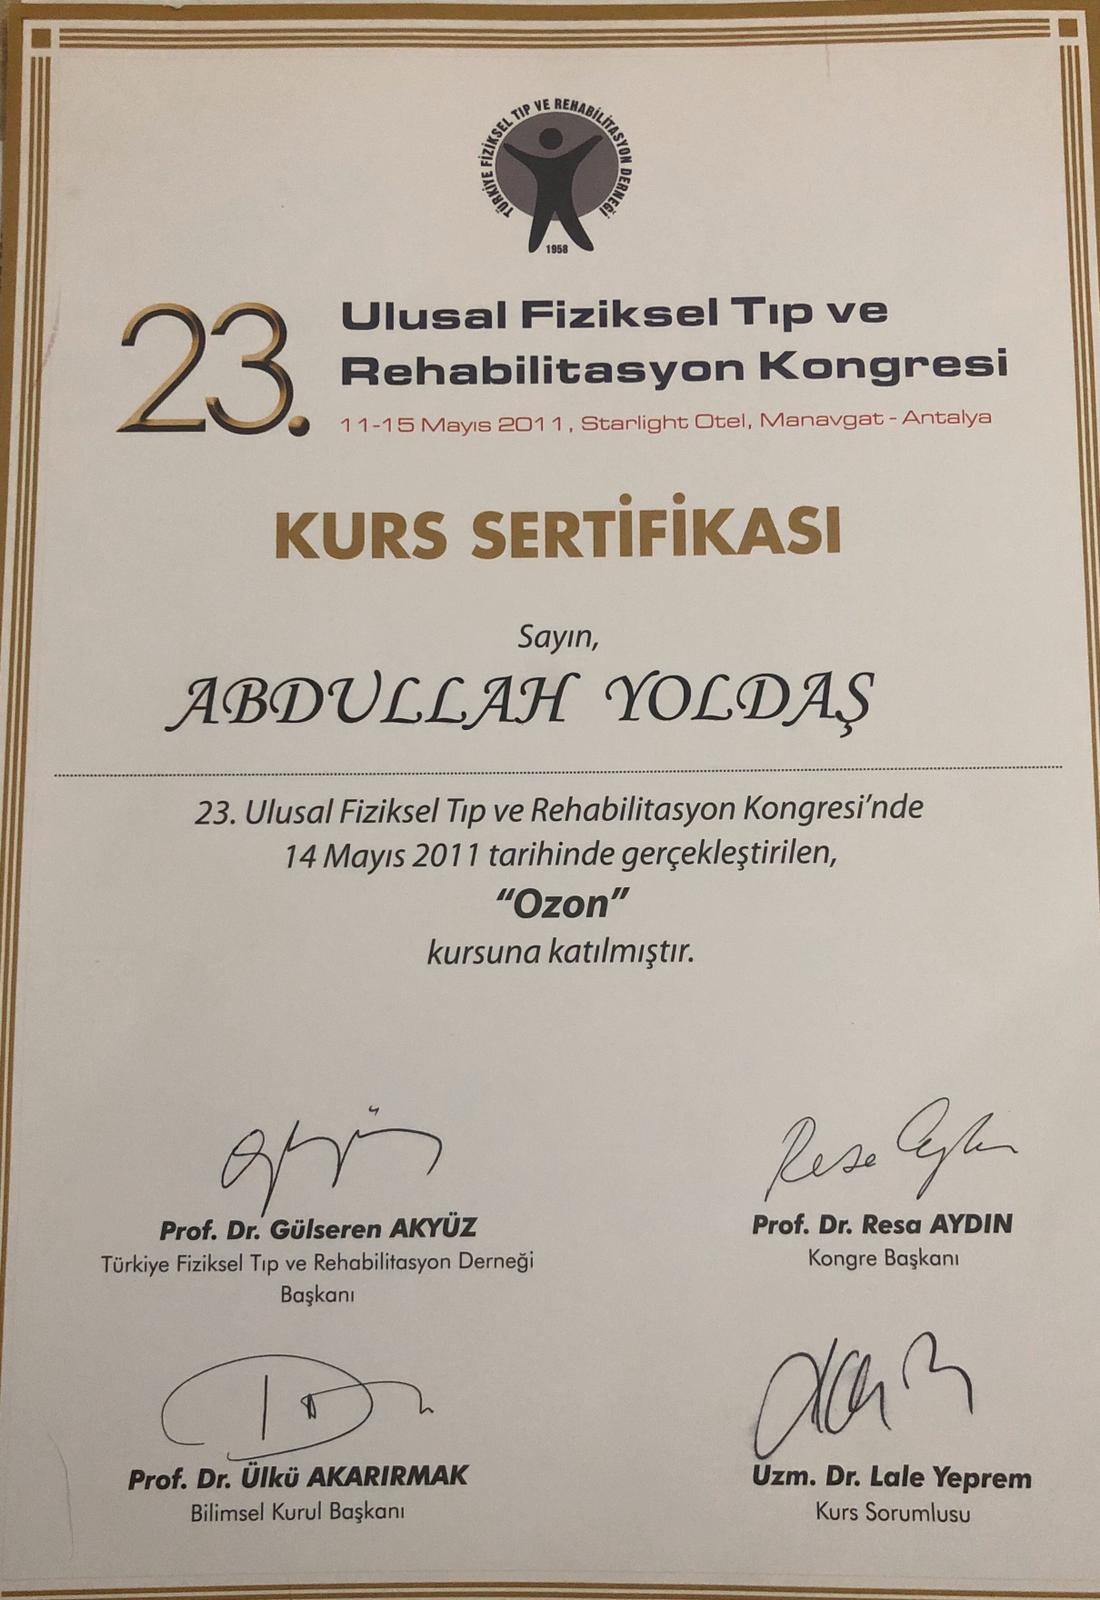 TÜRKİYE FİZİKSEL TIP VE REHABİLİTASYON DERNEĞİ
1958
23.
Ulusal Fiziksel Tıp ve
Rehabilitasyon Kongresi
11-15 Mayıs 2011, Starlight Otel, Manavgat - Antalya
KURS SERTİFİKASI
Sayın,
ABDULLAH YOLDAŞ
23. Ulusal Fiziksel Tıp ve Rehabilitasyon Kongresi'nde
14 Mayıs 2011 tarihinde gerçekleştirilen,
"Ozon"
kursuna katılmıştır.
Prof. Dr. Gülseren AKYÜZ
Türkiye Fiziksel Tıp ve Rehabilitasyon Derneği
Başkanı
Prof. Dr. Resa AYDIN
Kongre Başkanı
Prof. Dr. Ülkü AKARIRMAK
Bilimsel Kurul Başkanı
Uzm. Dr. Lale Yeprem
Kurs Sorumlusu